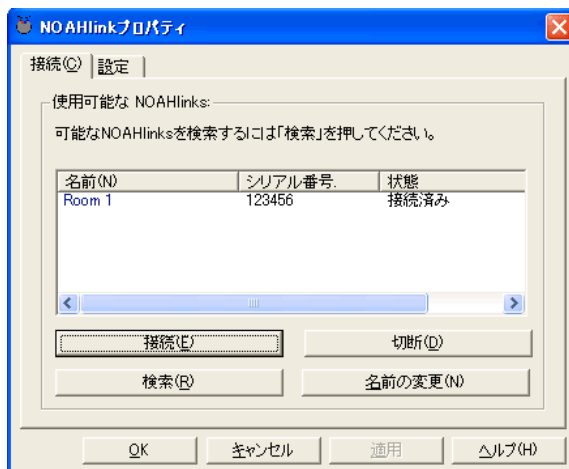 NOAHlinkプロパティ
接続(C) 設定
使用可能な NOAHlinks:
可能なNOAHlinksを検索するには「検索」を押してください。
名前(N) シリアル番号. 状態
Room 1 123456 接続済み
接続(E) 切断(D)
検索(R) 名前の変更(N)
OK キャンセル 適用 ヘルプ(H)